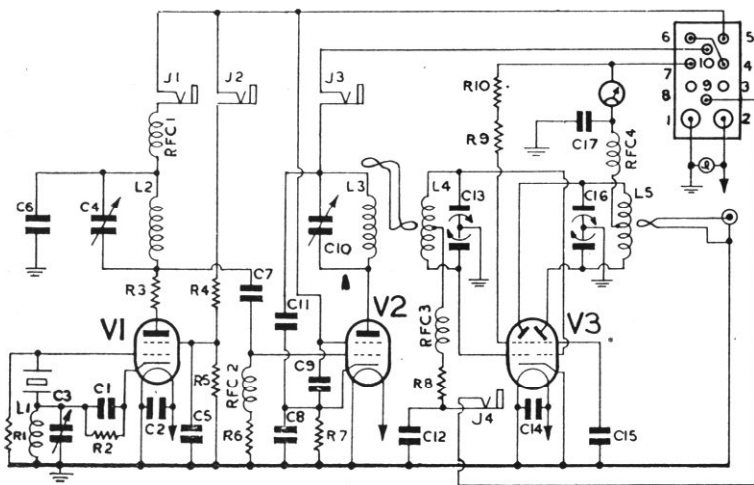 J1
J2
J3
6
5
7
10
4
8
9
3
1
2
R10
R9
RFC1
C17
RFC4
L2
L3
L4
C13
C16
L5
C6
C4
C10
C7
R3
R4
C11
RFC3
V1
V2
V3
C9
R8
R5
RFC2
C3
C1
L1
R1
R2
C2
C5
R6
C8
R7
C12
J4
C14
C15